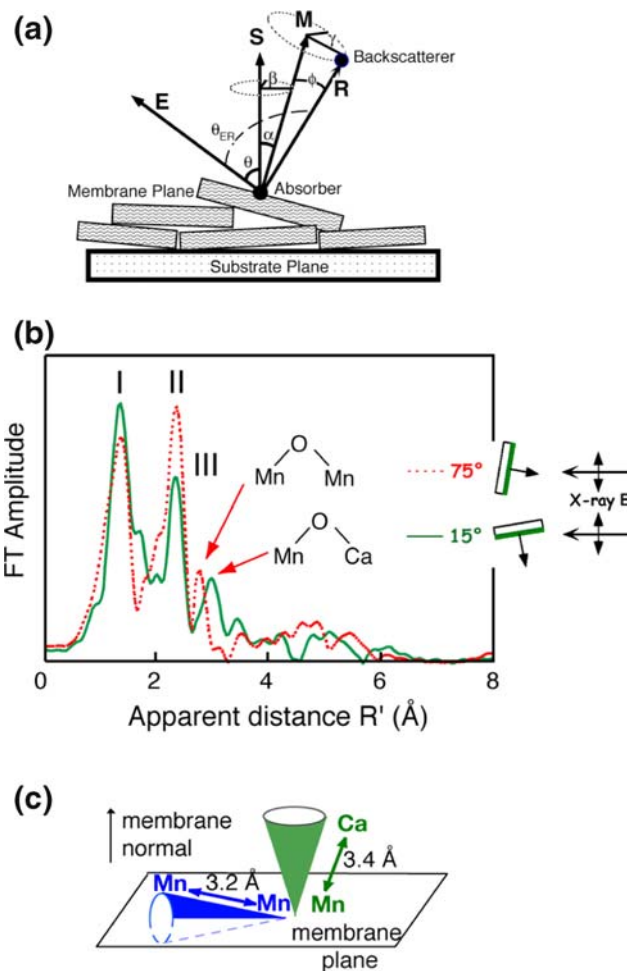 (a)
M
γ
Backscatterer
S
β
ϕ
R
E
θER
α
θ
Membrane Plane
Absorber
Substrate Plane
(b)
I
II
III
O
Mn Mn
O
Mn Ca
75°
15°
X-ray E
FT Amplitude
0 2 4 6 8
Apparent distance R' (Å)
(c)
membrane
normal
Ca
3.4 Å
Mn
3.2 Å
Mn
Mn
membrane
plane